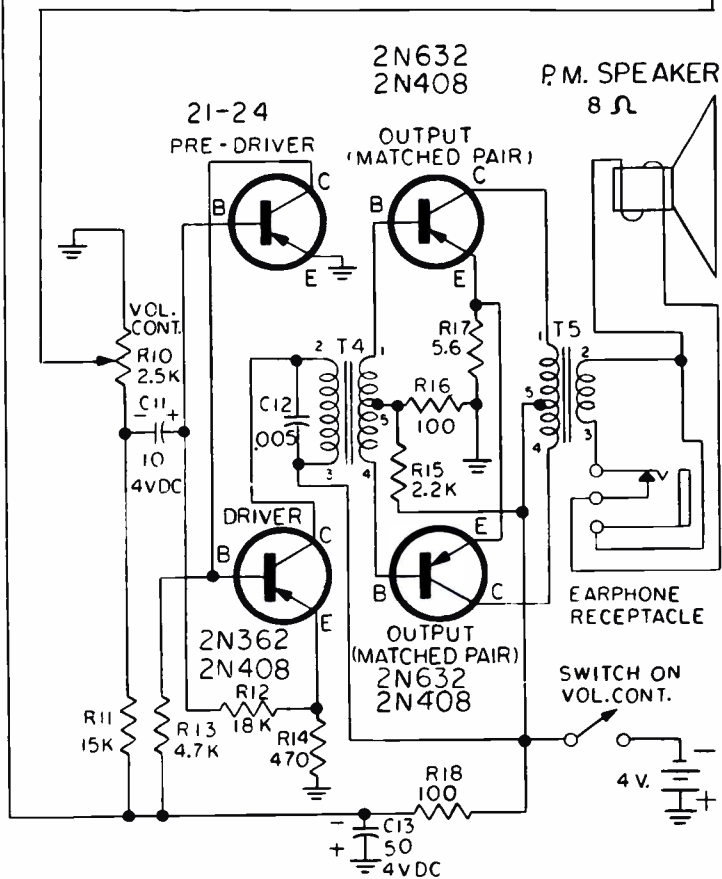 2N632
2N408
P.M. SPEAKER
8 Ω
21-24
PRE-DRIVER
OUTPUT
(MATCHED PAIR)
C
B
E
C
B
E
VOL.
CONT.
R10
2.5K
C11
- +
10
4VDC
2
T4
1
C12
.005
3
5
4
R17
5.6
R16
100
R15
2.2K
1
T5
2
5
4
3
DRIVER
C
B
E
2N362
2N408
E
B
C
OUTPUT
(MATCHED PAIR)
2N632
2N408
EARPHONE
RECEPTACLE
SWITCH ON
VOL.CONT.
R11
15K
R13
4.7K
R12
18K
R14
470
R18
100
4V.
-
+
-
+
C13
50
4VDC